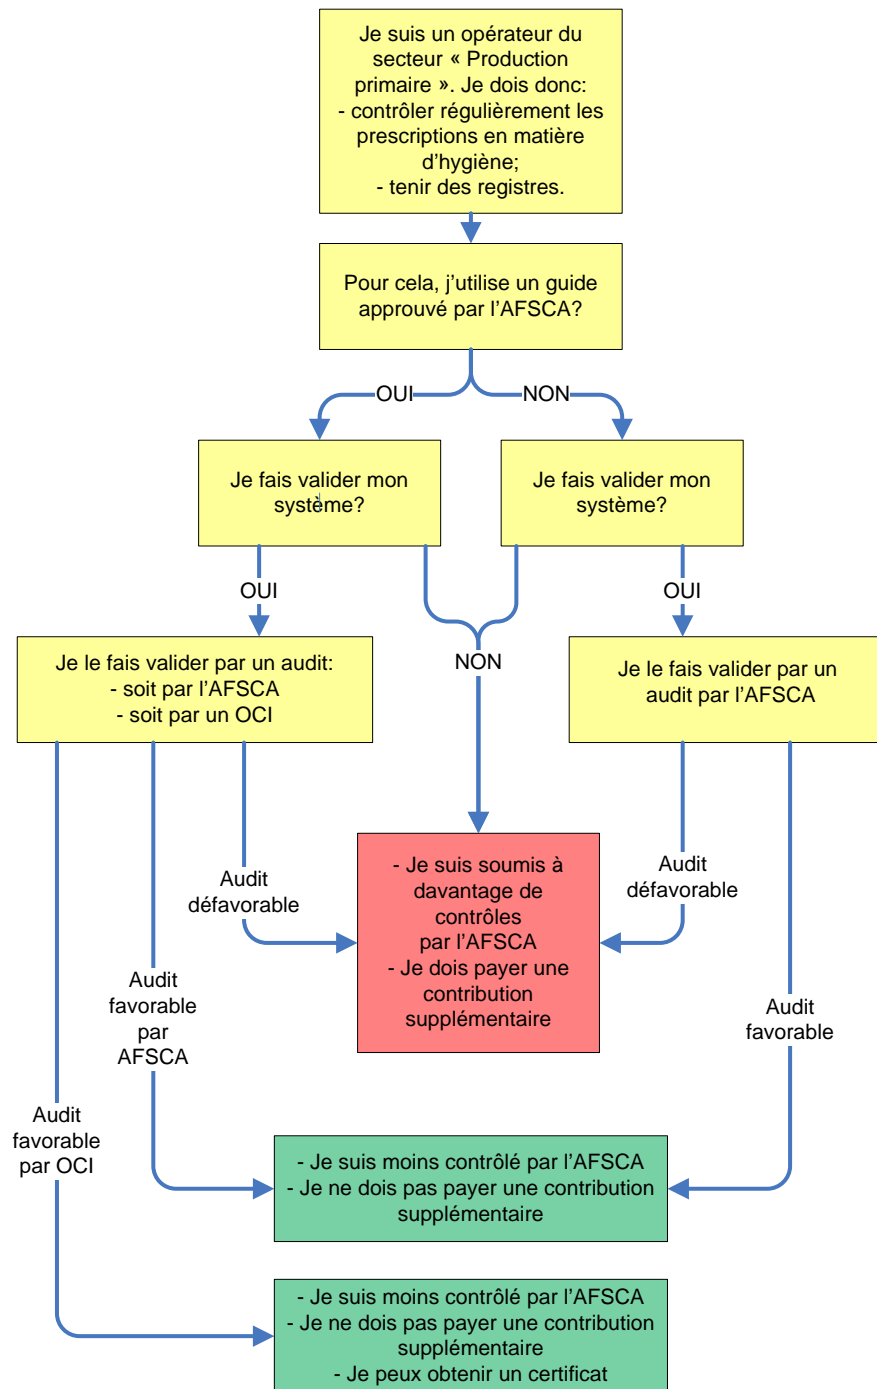 Je suis un opérateur du
secteur « Production
primaire ». Je dois donc:
- contrôler régulièrement les
prescriptions en matière
d'hygiène;
- tenir des registres.
Pour cela, j'utilise un guide
approuvé par l'AFSCA?
OUI
NON
Je fais valider mon
système?
Je fais valider mon
système?
OUI
OUI
NON
Je le fais valider par un audit:
- soit par l'AFSCA
- soit par un OCI
Je le fais valider par un
audit par l'AFSCA
Audit
défavorable
- Je suis soumis à
davantage de
contrôles
par l'AFSCA
- Je dois payer une
contribution
supplémentaire
Audit
défavorable
Audit
favorable
par
AFSCA
Audit
favorable
Audit
favorable
par OCI
- Je suis moins contrôlé par l'AFSCA
- Je ne dois pas payer une contribution
supplémentaire
- Je suis moins contrôlé par l'AFSCA
- Je ne dois pas payer une contribution
supplémentaire
- Je peux obtenir un certificat